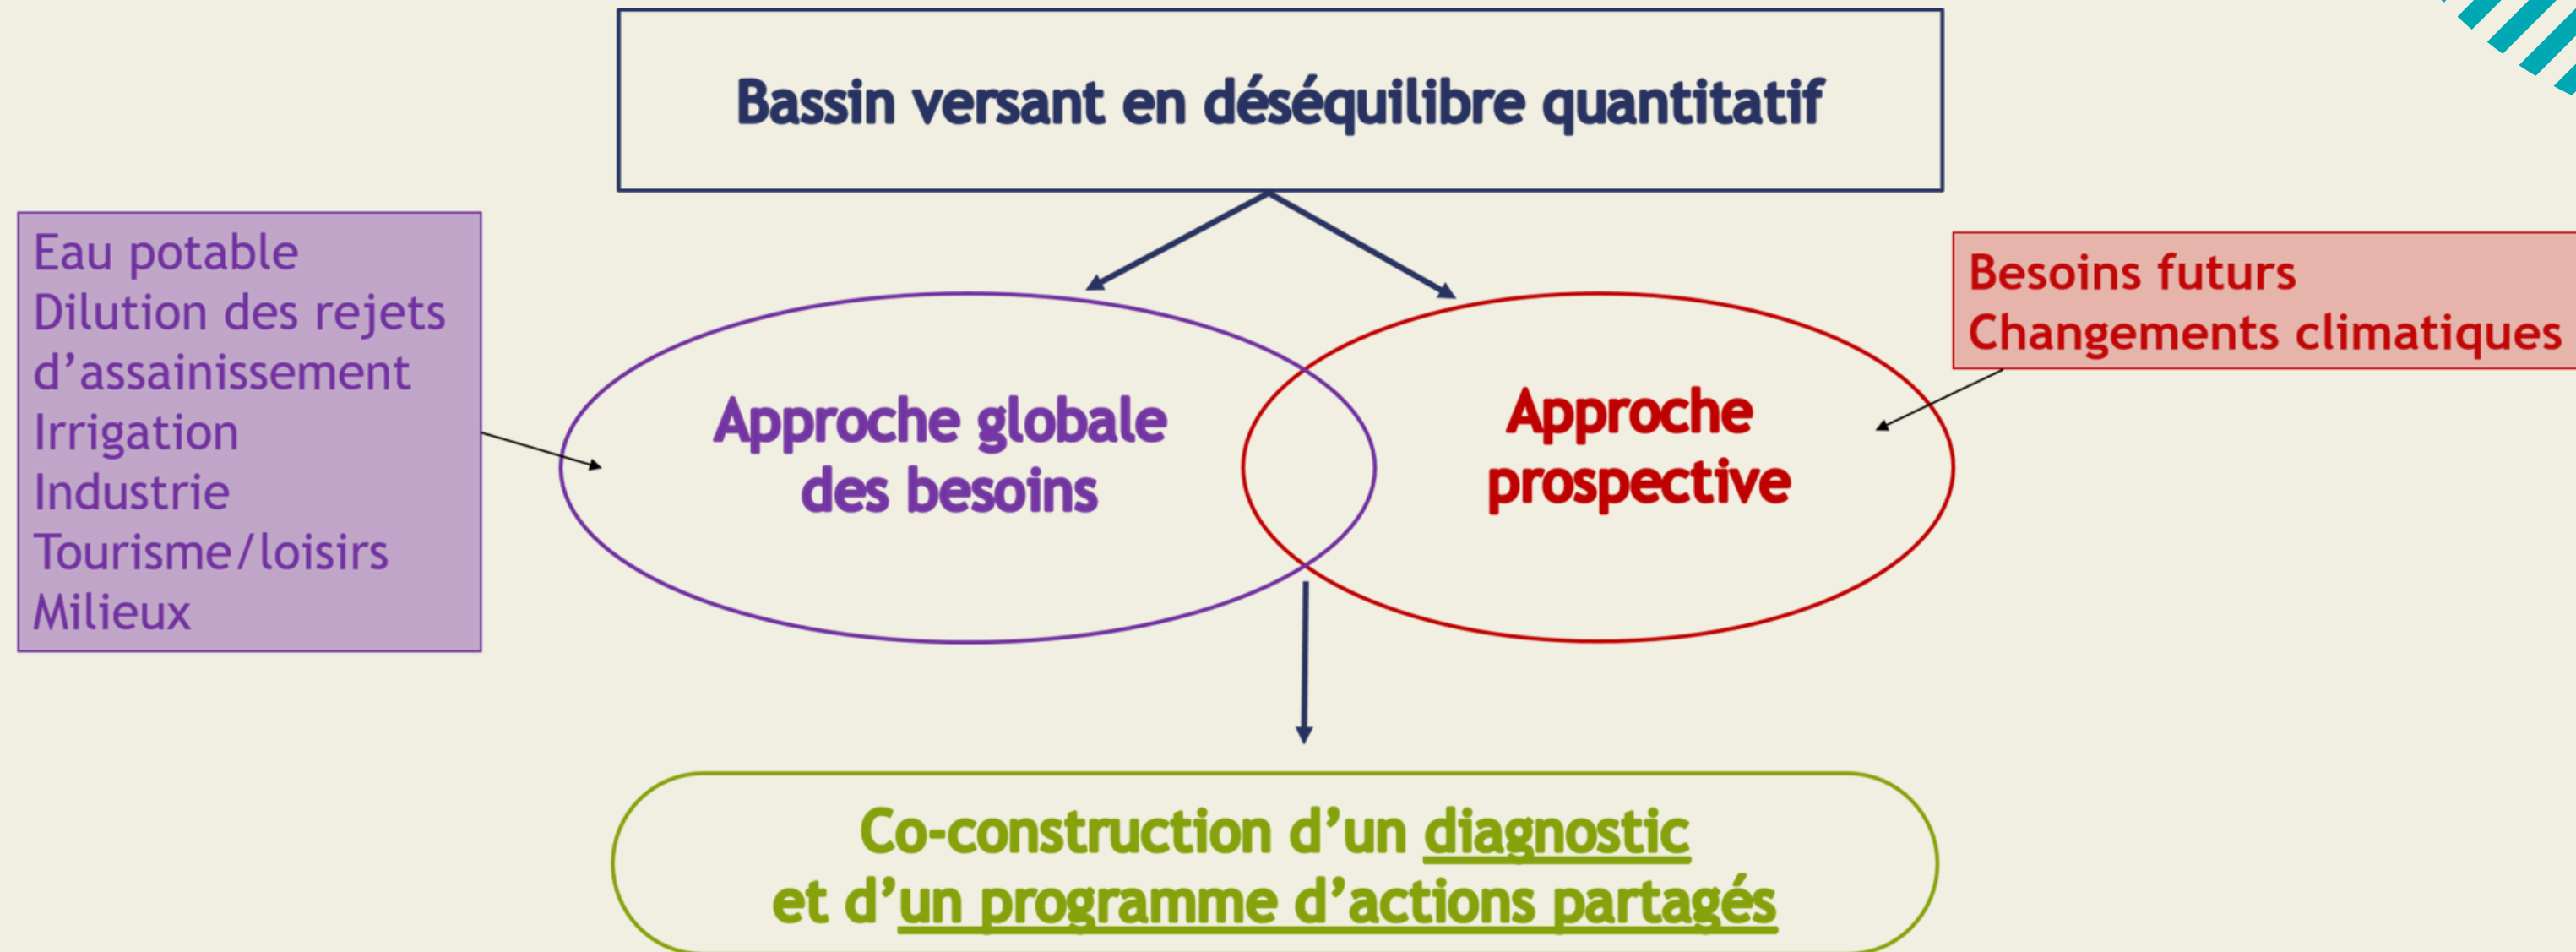 Bassin versant en déséquilibre quantitatif
Eau potable
Dilution des rejets
d’assainissement
Irrigation
Industrie
Tourisme/loisirs
Milieux
Approche globale
des besoins
Approche
prospective
Besoins futurs
Changements climatiques
Co-construction d’un diagnostic
et d’un programme d’actions partagés